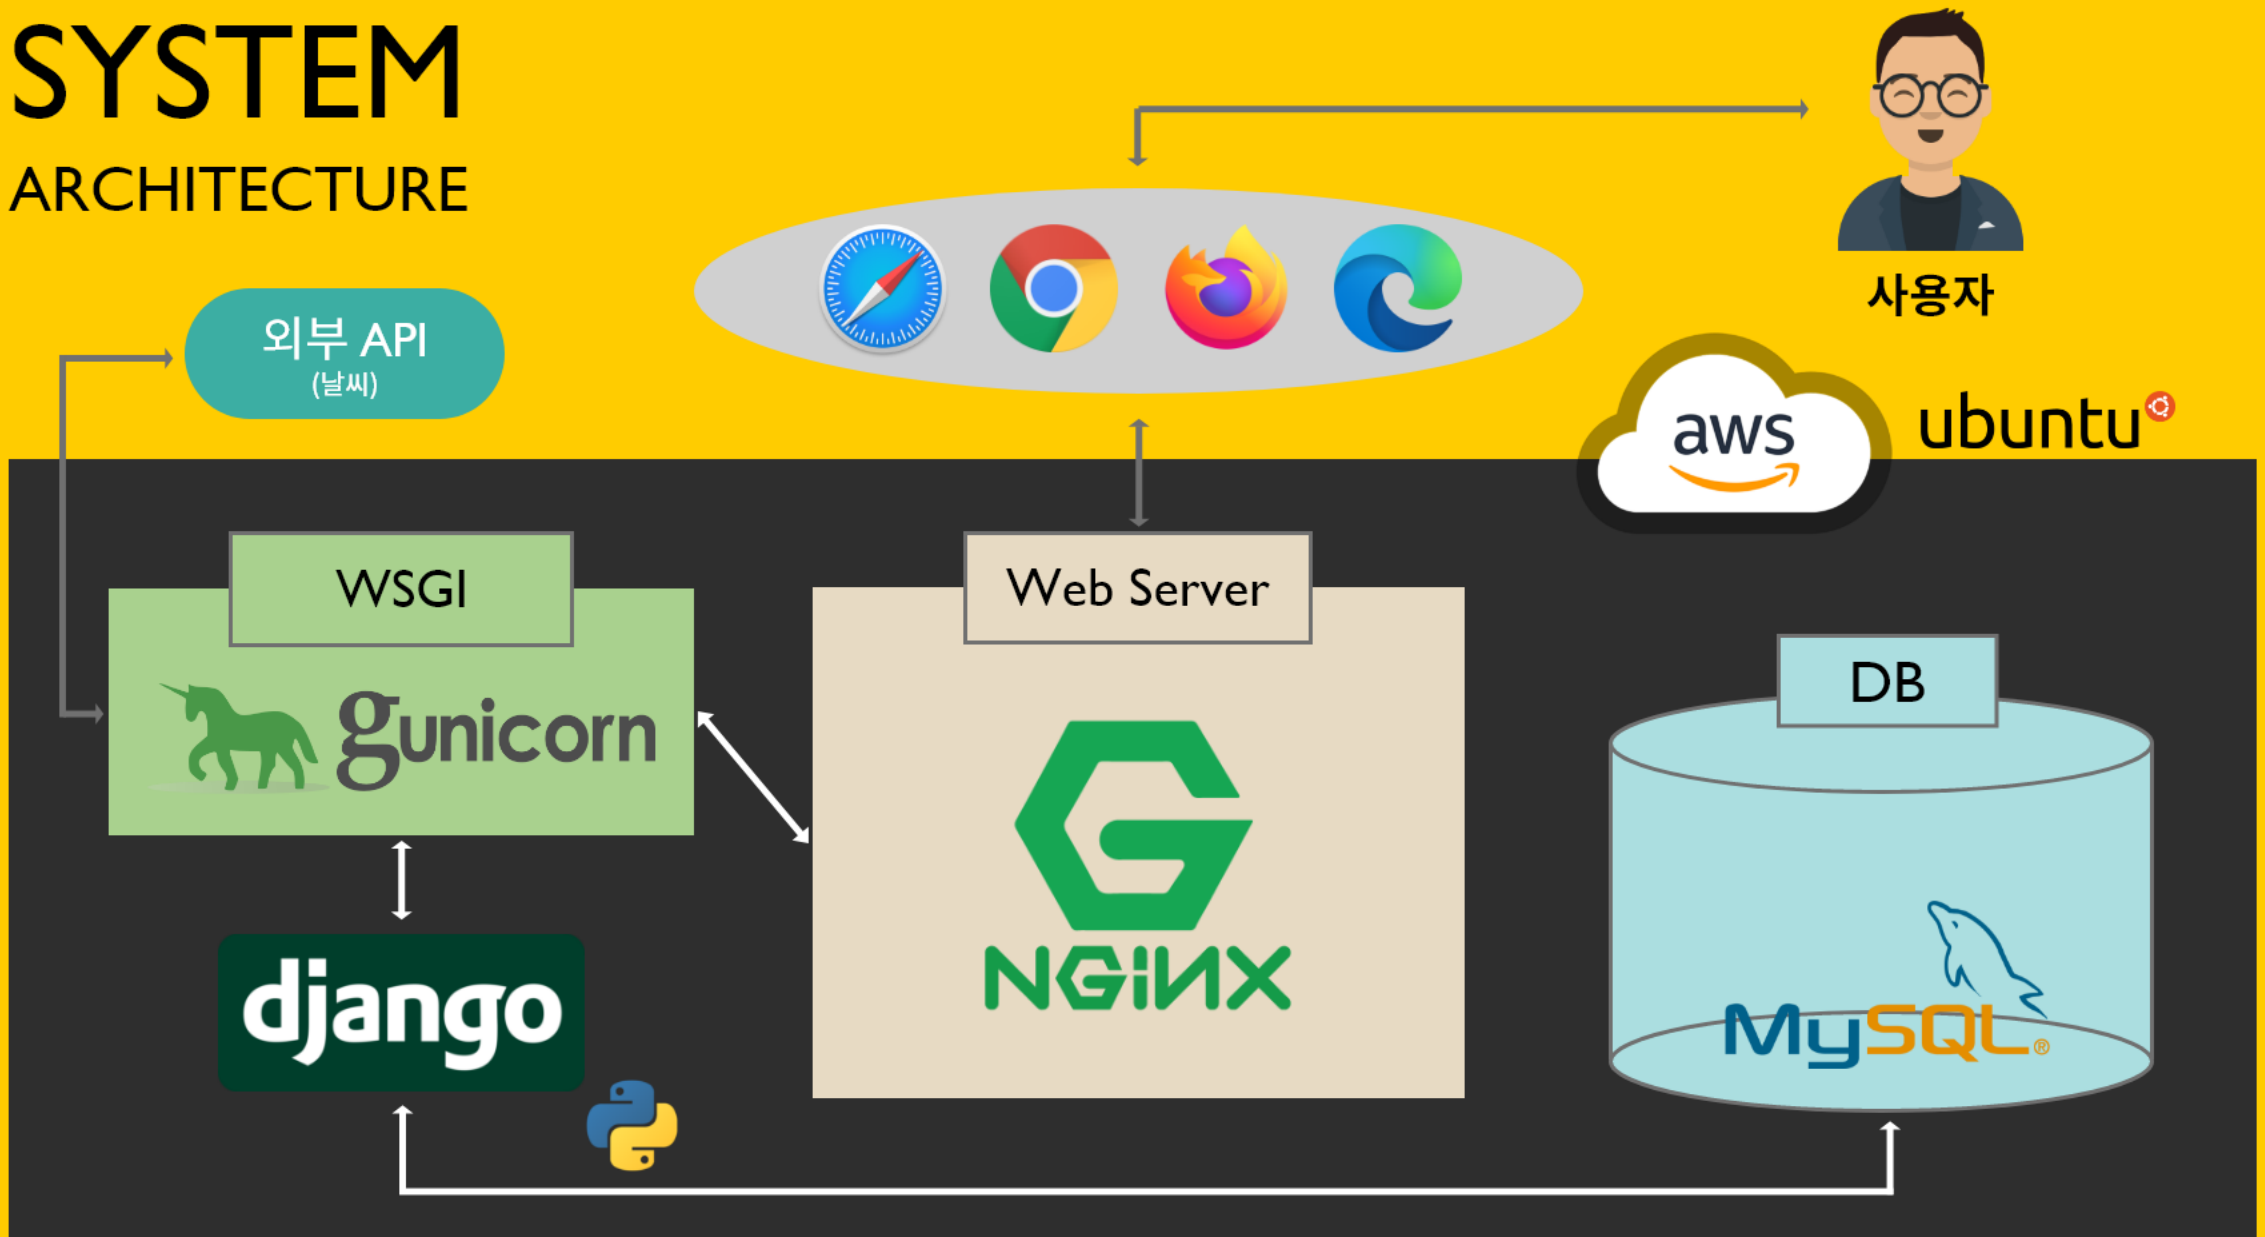 SYSTEM
ARCHITECTURE
사용자
외부 API
(날씨)
aws
ubuntu
WSGI
gunicorn
Web Server
NGiNX
DB
MySQL®
django